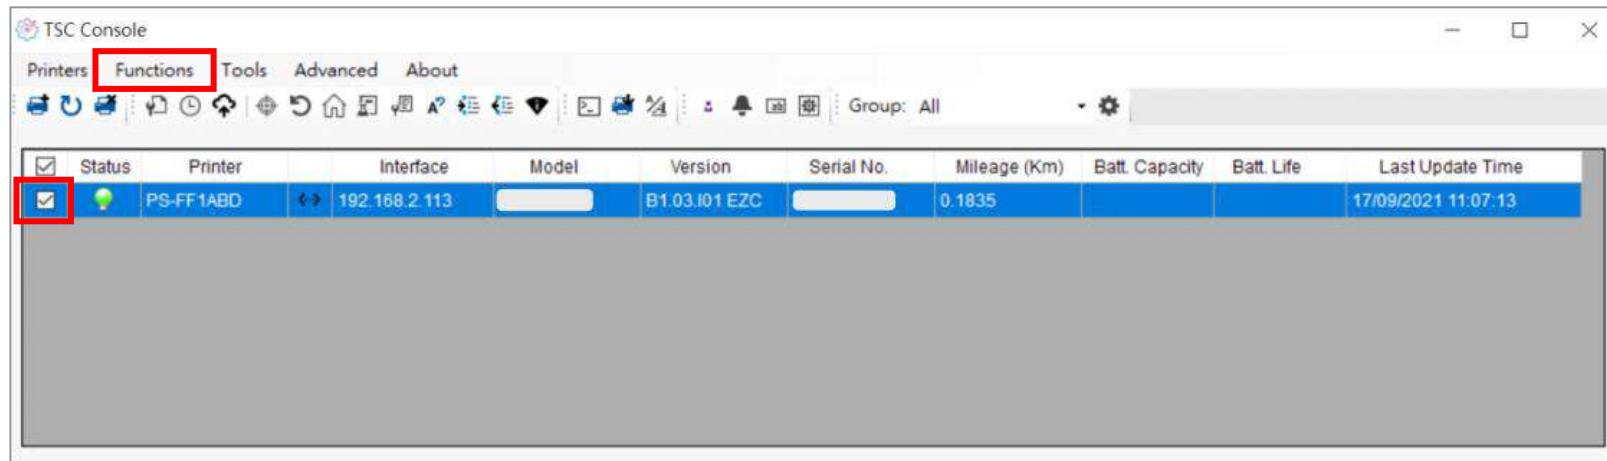 TSC Console
Printers Functions Tools Advanced About
Group: All
Status Printer Interface Model Version Serial No. Mileage (Km) Batt. Capacity Batt. Life Last Update Time
PS-FF1ABD 192.168.2.113 B1.03.I01 EZC 0.1835 17/09/2021 11:07:13